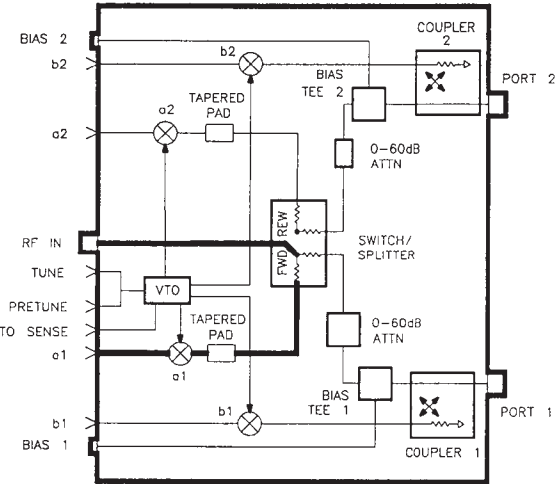 BIAS 2
b2
b2
COUPLER
2
BIAS
TEE 2
PORT 2
TAPERED
PAD
a2
a2
0-60dB
ATTN
REW
FWD
RF IN
SWITCH/
SPLITTER
TUNE
VTO
PRETUNE
TO SENSE
TAPERED
PAD
0-60dB
ATTN
a1
a1
BIAS
TEE 1
PORT 1
b1
b1
BIAS 1
COUPLER 1